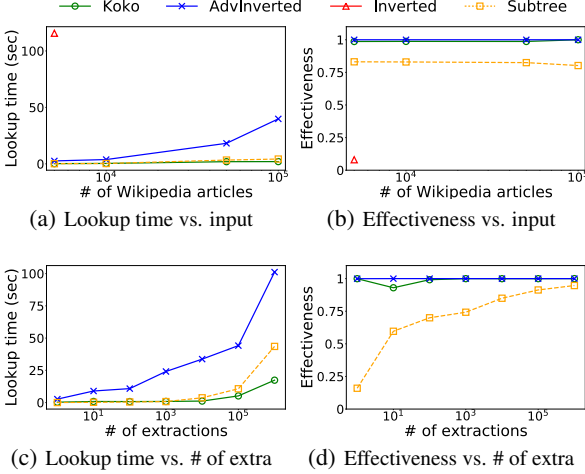 Koko AdvInverted Inverted Subtree
Lookup time (sec)
100
50
0
10^4 10^5
# of Wikipedia articles
(a) Lookup time vs. input
Effectiveness
1
0.75
0.5
0.25
0
10^4 10
# of Wikipedia articles
(b) Effectiveness vs. input
Lookup time (sec)
100
75
50
25
0
10^1 10^3 10^5
# of extractions
(c) Lookup time vs. # of extra
Effectiveness
1
0.75
0.5
0.25
0
10^1 10^3 10^5
# of extractions
(d) Effectiveness vs. # of extra